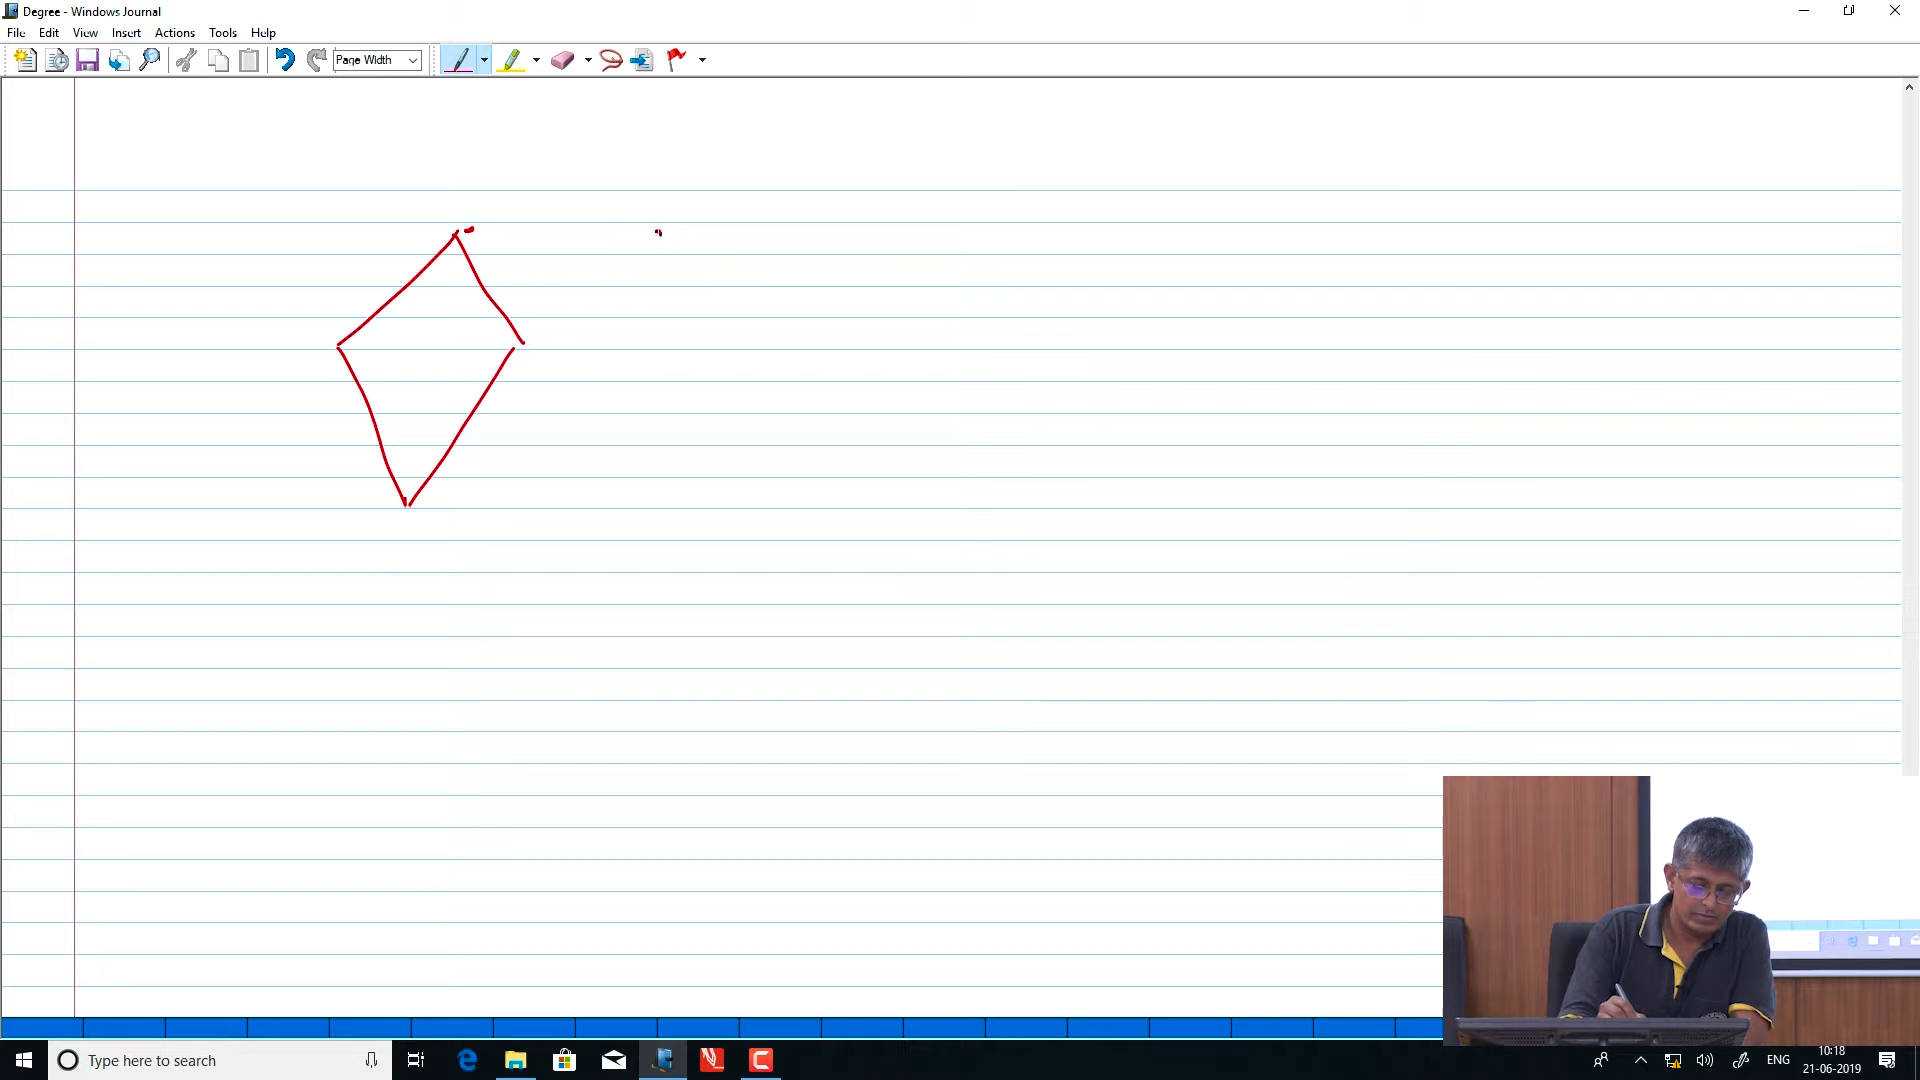 Degree - Windows Journal
File Edit View Insert Actions Tools Help
Page Width
Type here to search
ENG
10:18
21-06-2019